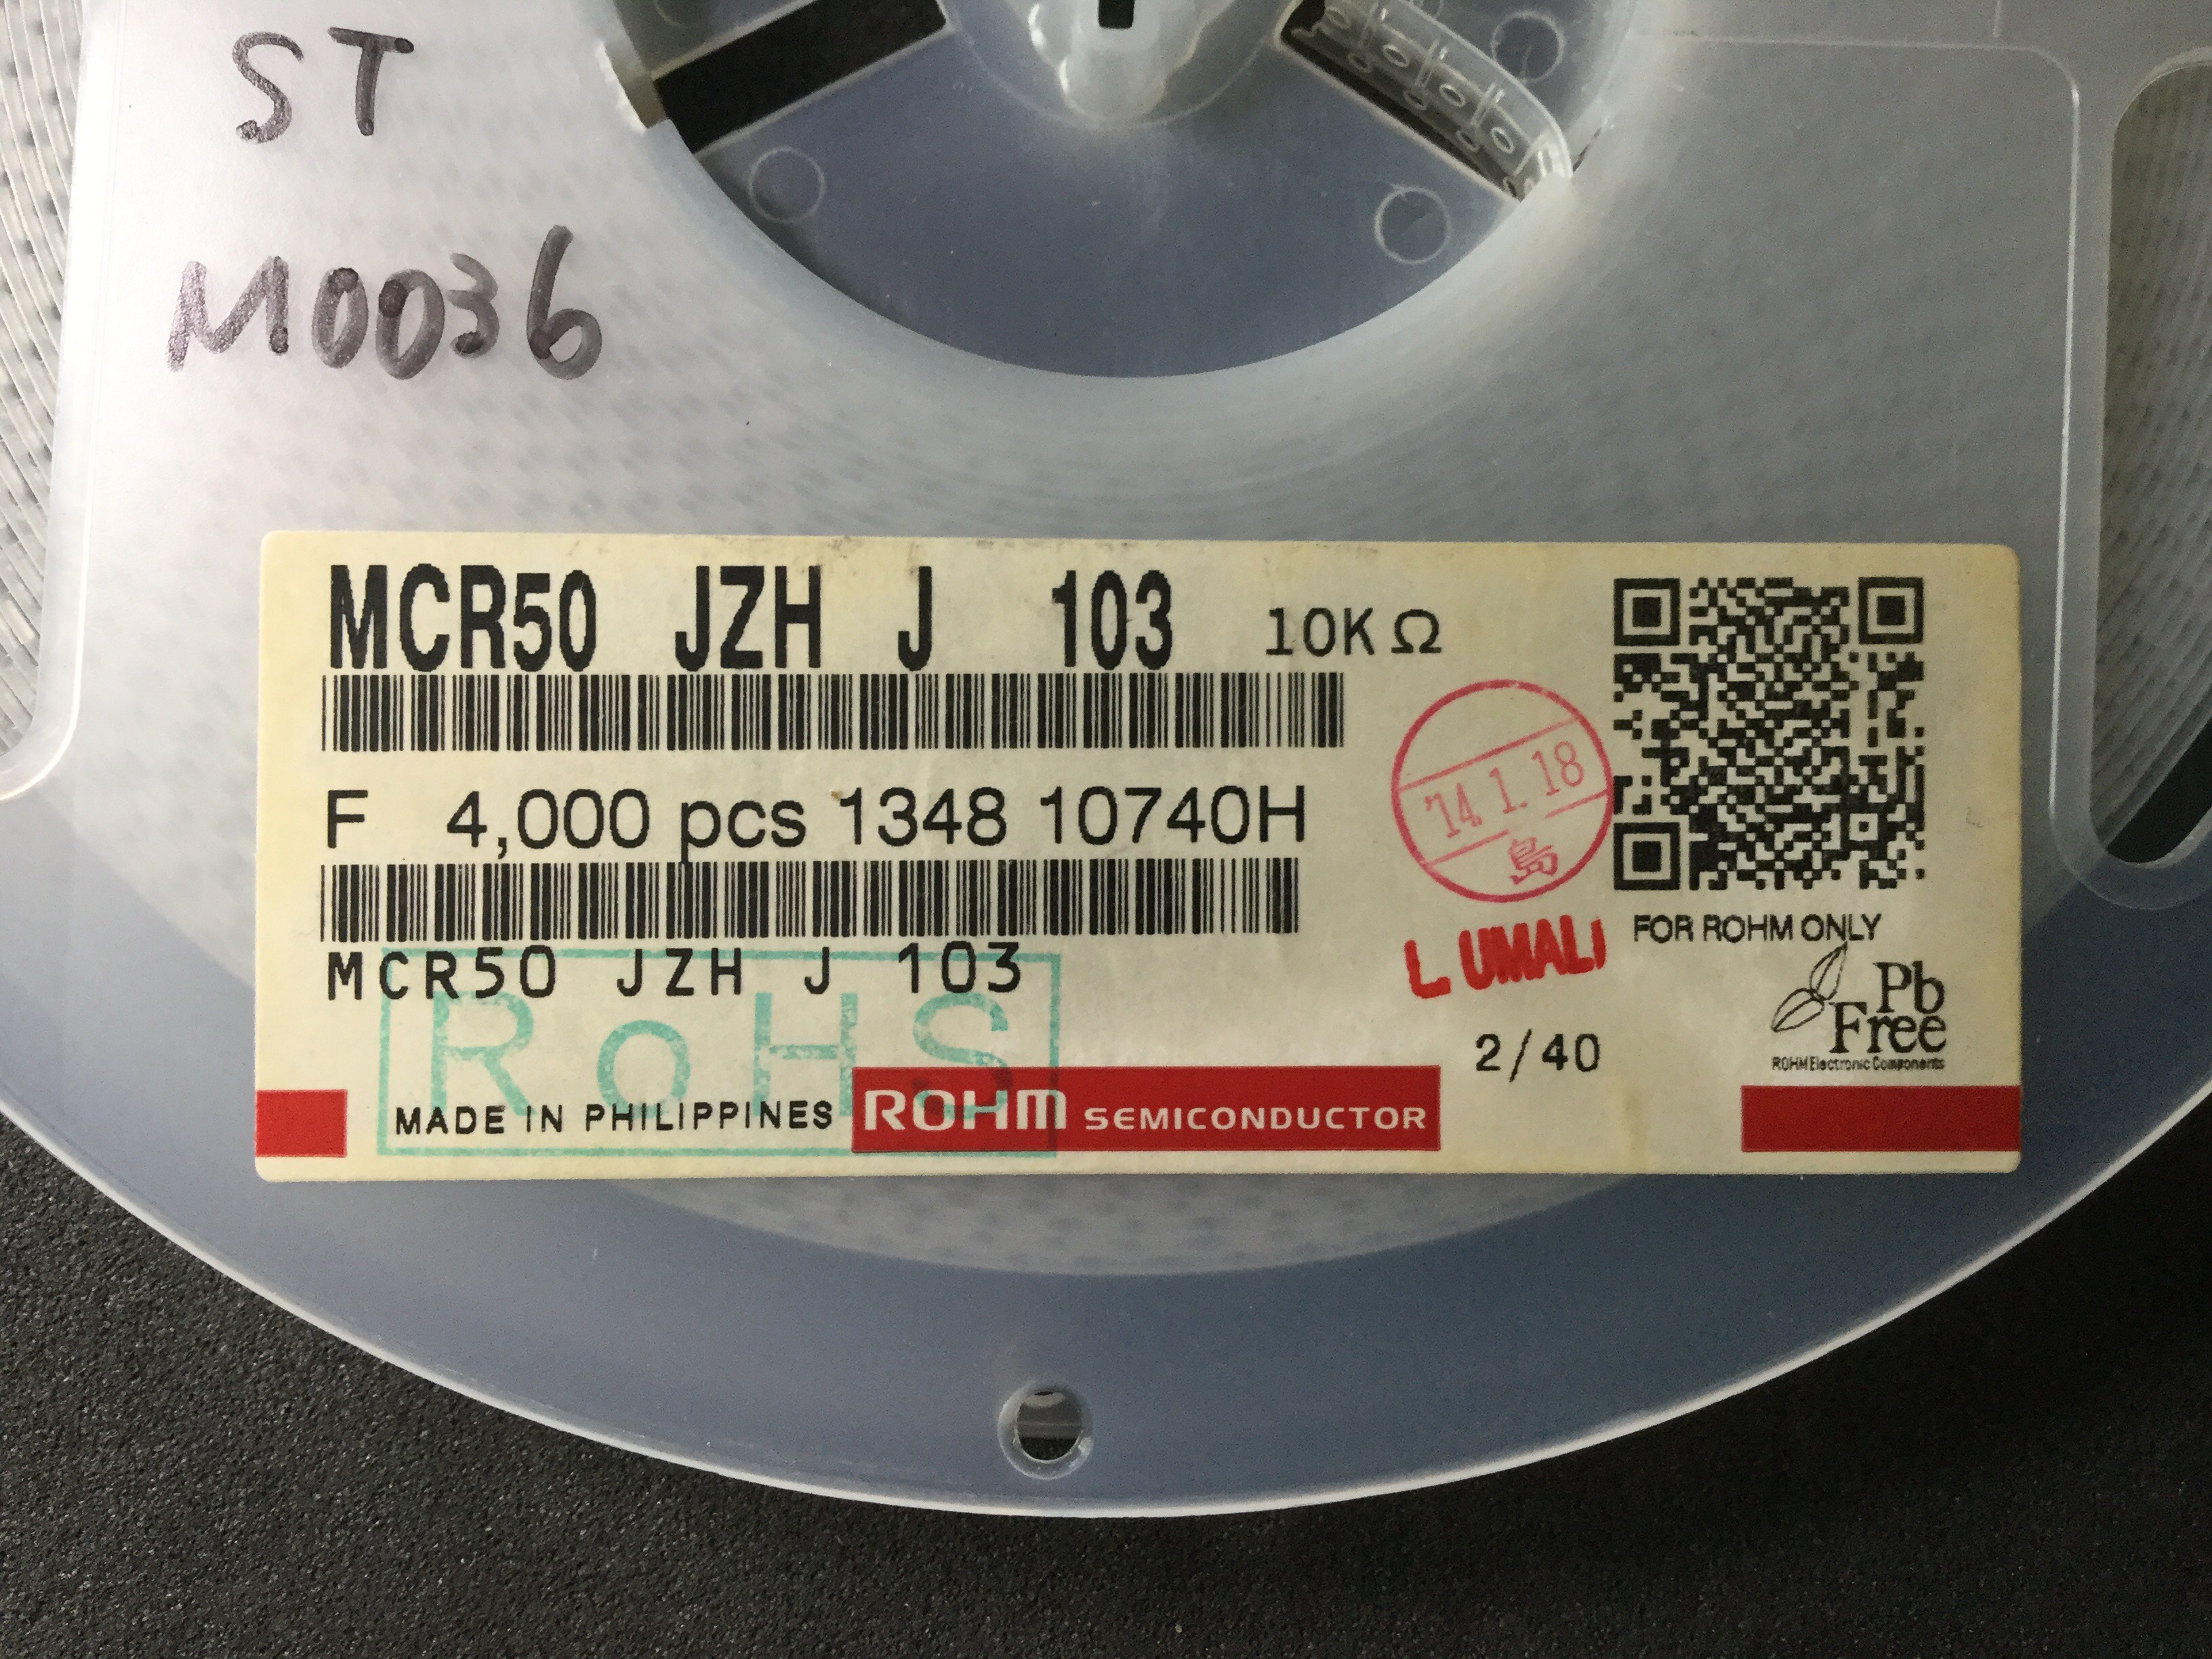 ST
M0036
MCR50 JZH J 103 10KΩ
F 4,000 pcs 1348 10740H
'14.1.18
島
FOR ROHM ONLY
L UMALI
MCR50 JZH J 103
RoHS
Pb
Free
ROHM Electronic Components
2/40
MADE IN PHILIPPINES ROHM SEMICONDUCTOR